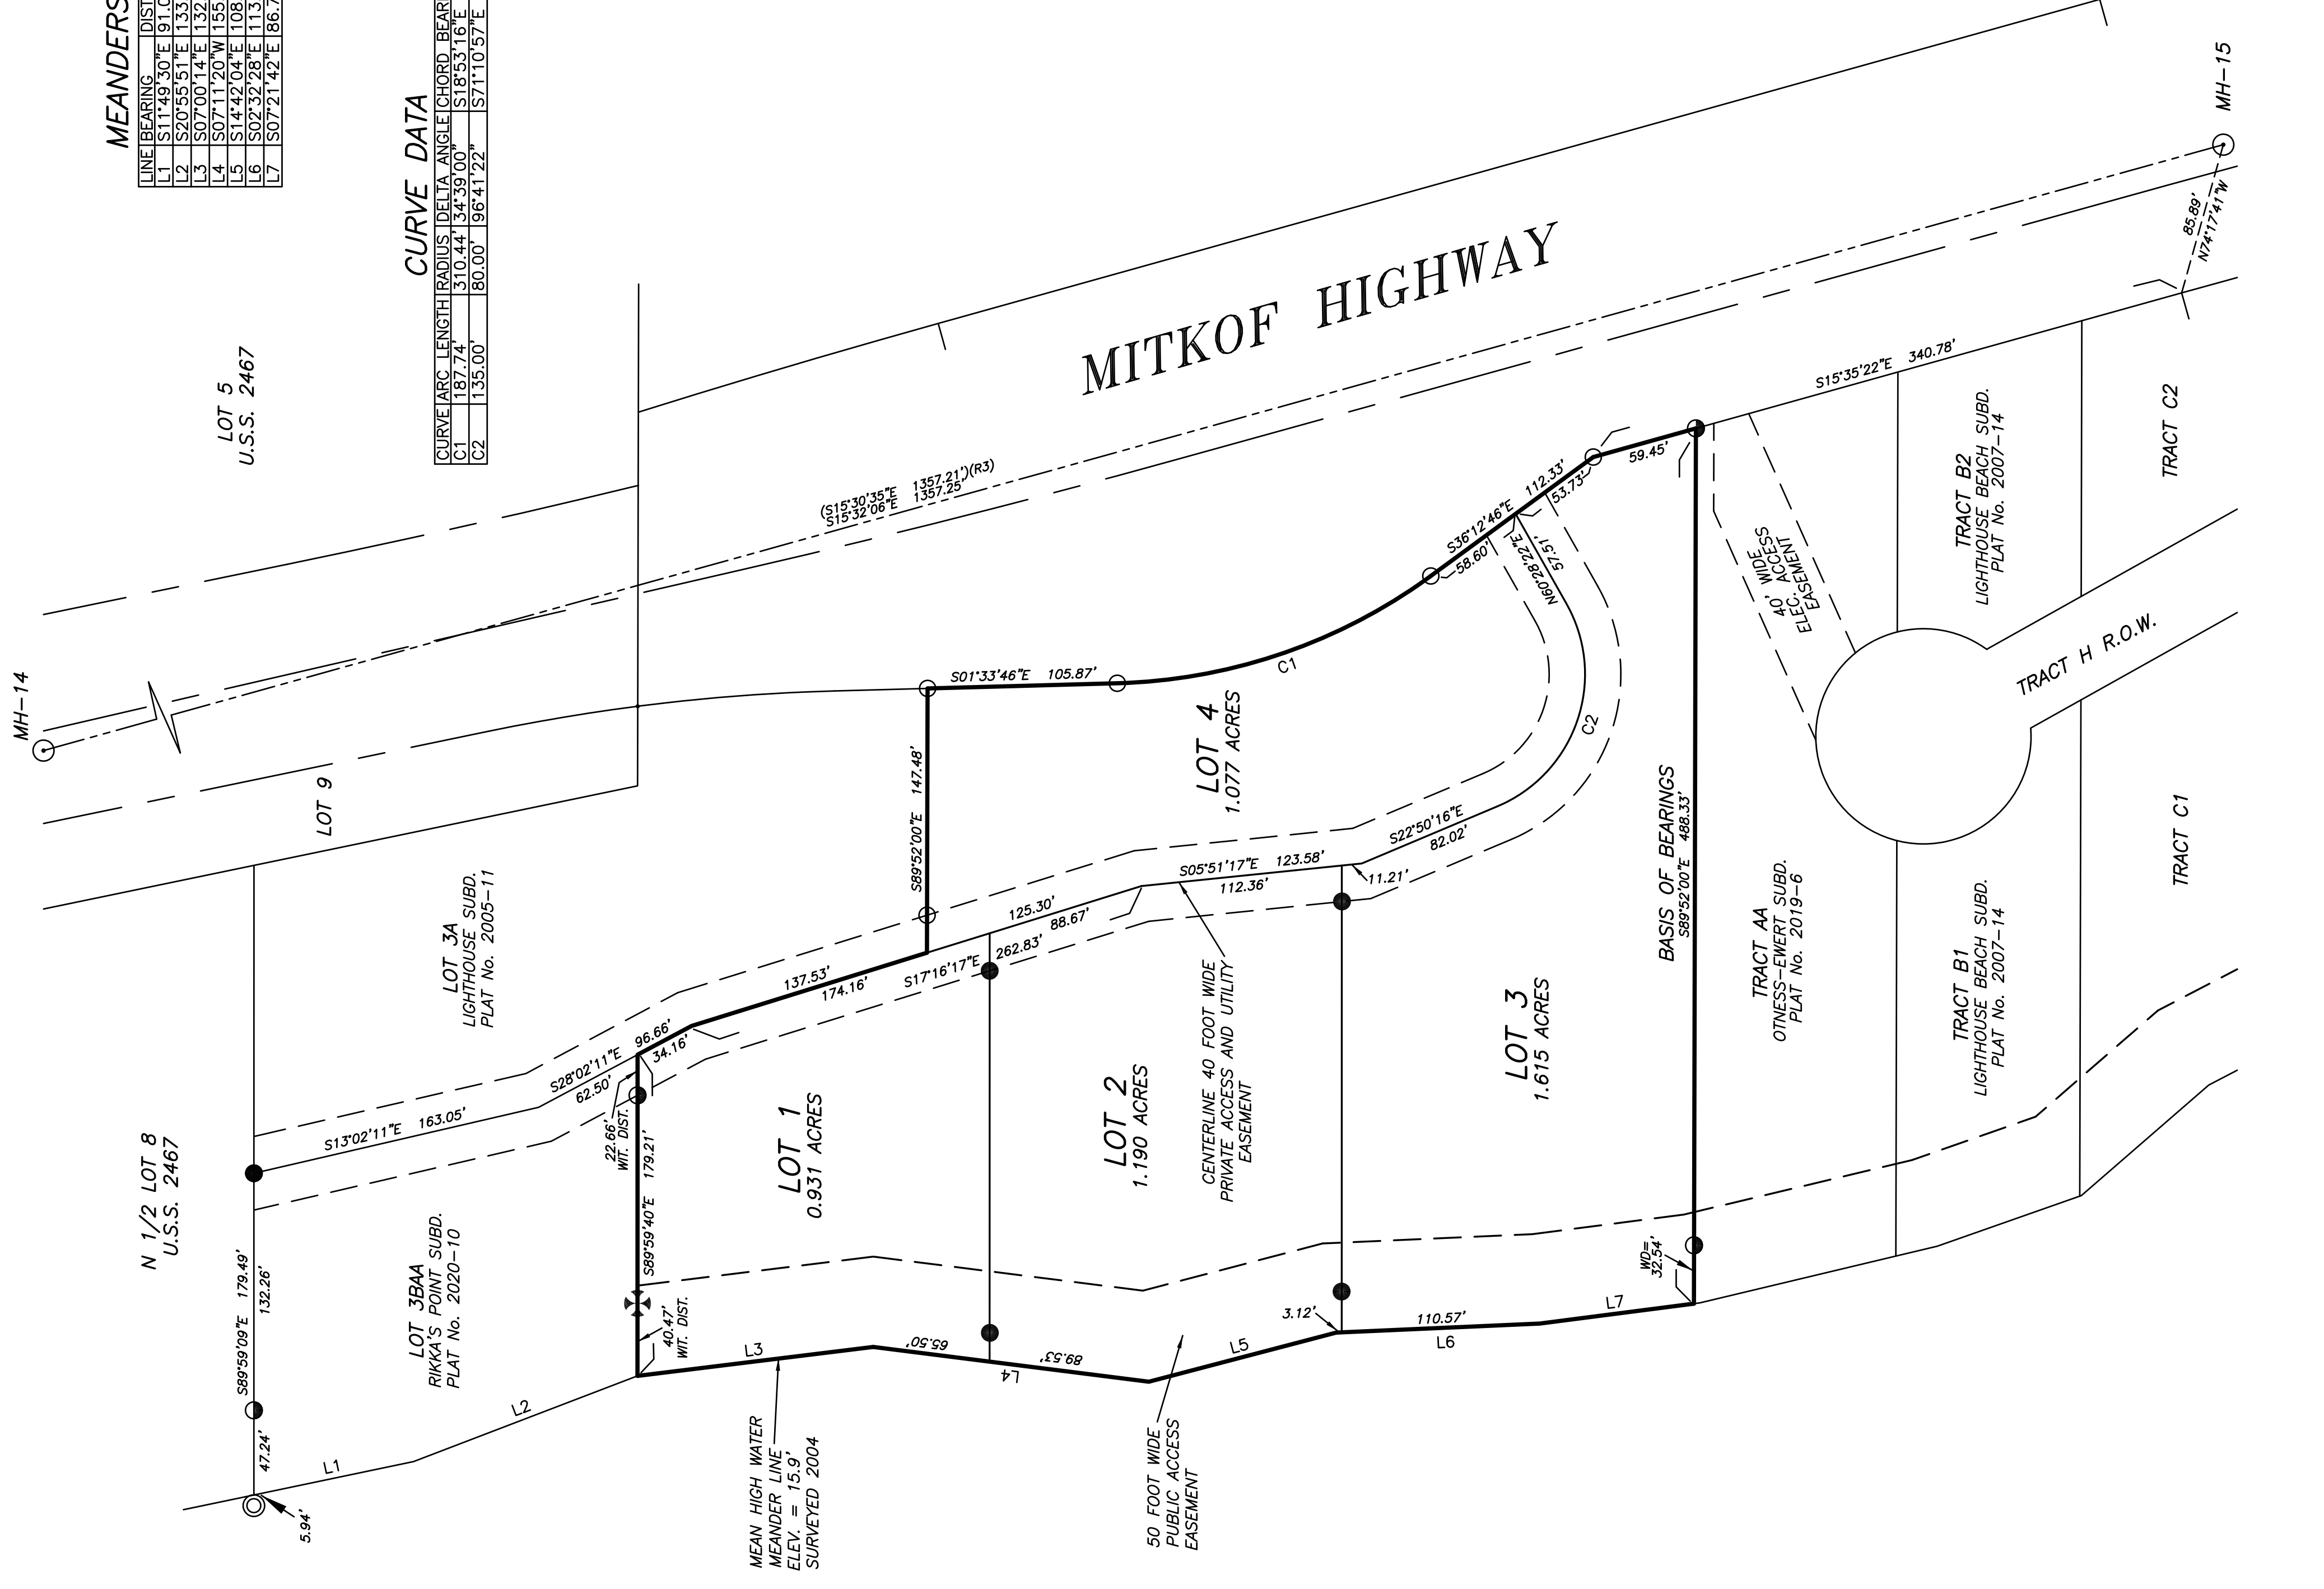 MEANDERS
LINE BEARING DIST
L1 S11°49'30"E 91.0
L2 S20°55'51"E 133.
L3 S07°00'14"E 132.
L4 S07°11'20"W 155.
L5 S14°42'04"E 108.
L6 S02°32'28"E 113.
L7 S07°21'42"E 86.7
CURVE DATA
CURVE ARC LENGTH RADIUS DELTA ANGLE CHORD BEAR
C1 187.74' 310.44' 34°39'00" S18°53'16"E
C2 135.00' 80.00' 96°41'22" S71°10'57"E
LOT 5
U.S.S. 2467
MH-14
MH-15
85.89'
N74°17'41"W
MITKOF HIGHWAY
(S15°30'35"E 1357.21')(R3)
S15°32'06"E 1357.25'
S15°35'22"E 340.78'
LOT 9
N 1/2 LOT 8
U.S.S. 2467
S89°59'09"E 179.49'
132.26'
47.24'
5.94'
L1
L2
LOT 3BAA
RIKKA'S POINT SUBD.
PLAT No. 2020-10
LOT 3A
LIGHTHOUSE SUBD.
PLAT No. 2005-11
S13°02'11"E 163.05'
S28°02'11"E 96.66'
62.50'
34.16'
22.66'
WIT. DIST.
S89°59'40"E 179.21'
40.47'
WIT. DIST.
LOT 1
0.931 ACRES
137.53'
174.16'
S17°16'17"E 262.83'
125.30'
88.67'
S89°52'00"E 147.48'
S01°33'46"E 105.87'
C1
LOT 4
1.077 ACRES
S36°12'46"E 112.33'
58.60'
53.73'
59.45'
N60°28'22"E
57.51'
C2
S22°50'16"E
82.02'
S05°51'17"E 123.58'
112.36'
11.21'
LOT 2
1.190 ACRES
CENTERLINE 40 FOOT WIDE
PRIVATE ACCESS AND UTILITY
EASEMENT
LOT 3
1.615 ACRES
BASIS OF BEARINGS
S89°52'00"E 488.33'
WD=
32.54'
L3
65.50'
L4
89.53'
L5
3.12'
110.57'
L6
L7
MEAN HIGH WATER
MEANDER LINE
ELEV. = 15.9'
SURVEYED 2004
50 FOOT WIDE
PUBLIC ACCESS
EASEMENT
40' WIDE
ELEC. ACCESS
EASEMENT
TRACT AA
OTNESS-EWERT SUBD.
PLAT No. 2019-6
TRACT B2
LIGHTHOUSE BEACH SUBD.
PLAT No. 2007-14
TRACT B1
LIGHTHOUSE BEACH SUBD.
PLAT No. 2007-14
TRACT H R.O.W.
TRACT C2
TRACT C1